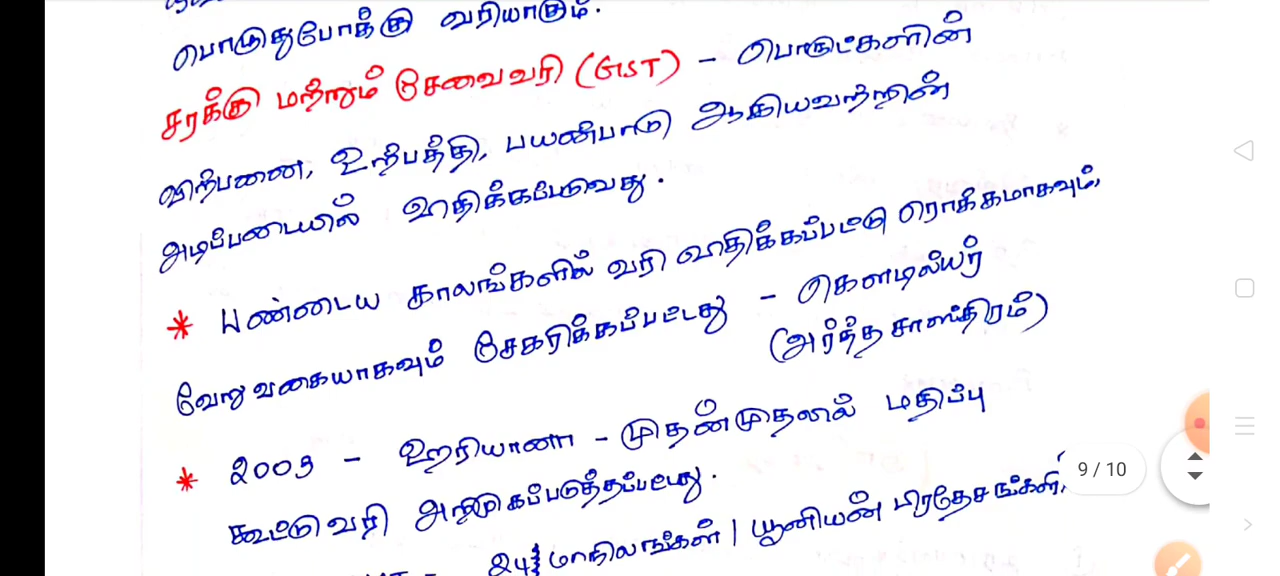 பொழுதுபோக்கு வரியாகும்.
சரக்கு மற்றும் சேவைவரி (GST) - பொருட்களின்
விற்பனை, உற்பத்தி, பயன்பாடு ஆகியவற்றின்
அடிப்படையில் விதிக்கப்படுவது.
* பண்டைய காலங்களில் வரி விதிக்கப்பட்டு ரொக்கமாகவும்,
வேறுவகையாகவும் சேகரிக்கப்பட்டது - கௌடில்யர்
(அர்த்த சாஸ்திரம்)
* 2003 - ஹரியானா - முதன்முதலில் மதிப்பு
கூட்டு வரி அறிமுகப்படுத்தப்பட்டது.
9 / 10
24 மாநிலங்கள் / யூனியன் பிரதேசங்களி